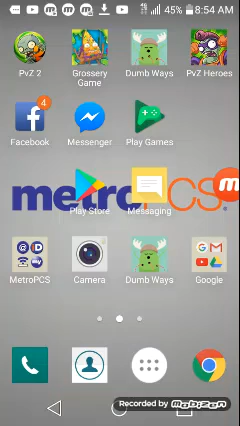 45% 8:54 AM
PvZ 2 Grossery Game Dumb Ways PvZ Heroes
4
Facebook Messenger Play Games
metroPCS
Play Store Messaging
MetroPCS Camera Dumb Ways Google
Recorded by mobizen